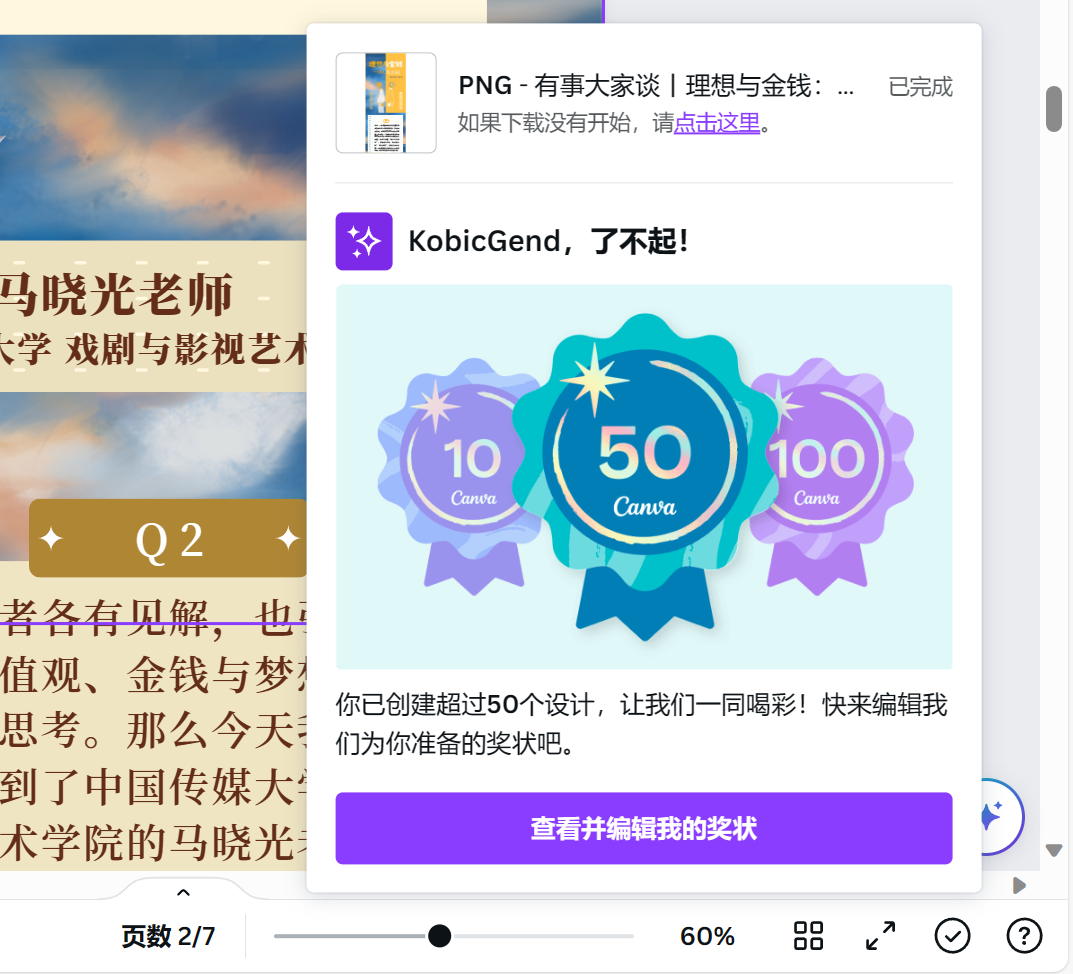 PNG - 有事大家谈丨理想与金钱：...
已完成
如果下载没有开始，请点击这里。
KobicGend，了不起！
10
Canva
50
Canva
100
Canva
你已创建超过50个设计，让我们一同喝彩！快来编辑我
们为你准备的奖状吧。
查看并编辑我的奖状
马晓光老师
大学 戏剧与影视艺术
Q2
者各有见解，也引
值观、金钱与梦想
思考。那么今天我
到了中国传媒大学
术学院的马晓光老
页数 2/7
60%